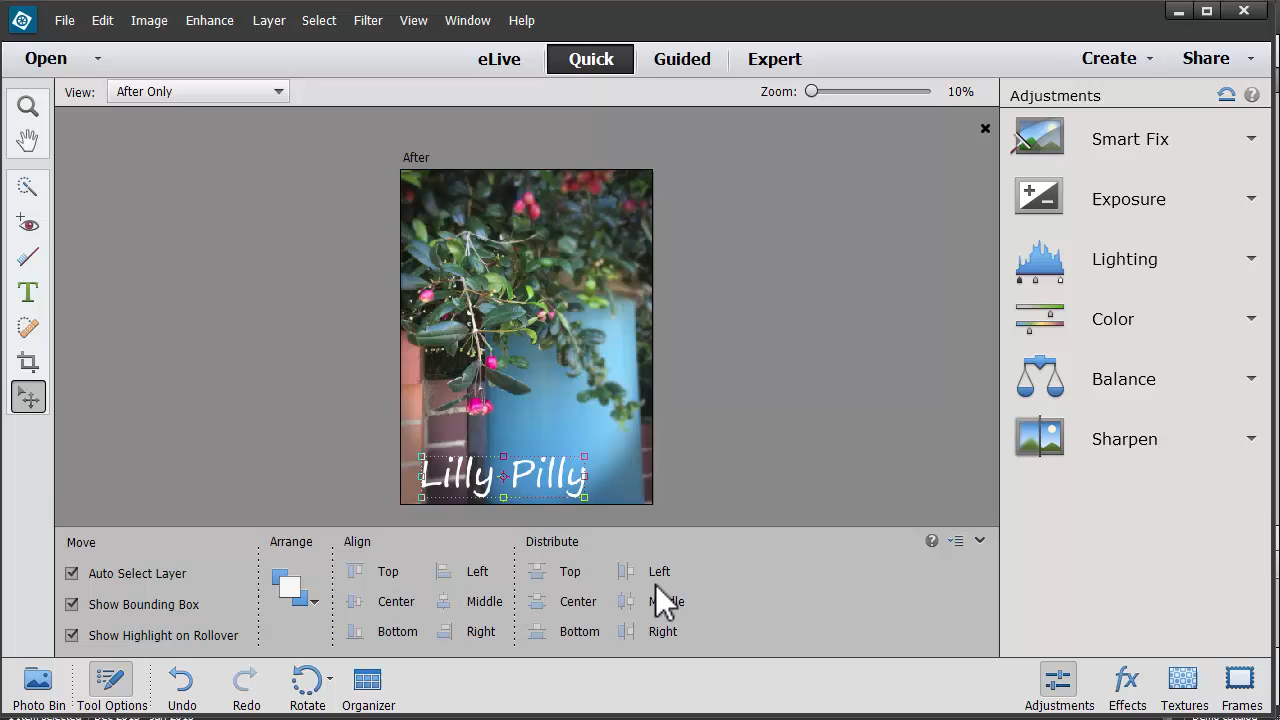 File Edit Image Enhance Layer Select Filter View Window Help
Open eLive Quick Guided Expert Create Share
View: After Only Zoom: 10% Adjustments
After
Smart Fix
Exposure
Lighting
Color
Balance
Sharpen
Lilly Pilly
Move Arrange Align Distribute
Auto Select Layer Top Left Top Left
Show Bounding Box Center Middle Center
Show Highlight on Rollover Bottom Right Bottom Right
Photo Bin Tool Options Undo Redo Rotate Organizer Adjustments Effects Textures Frames